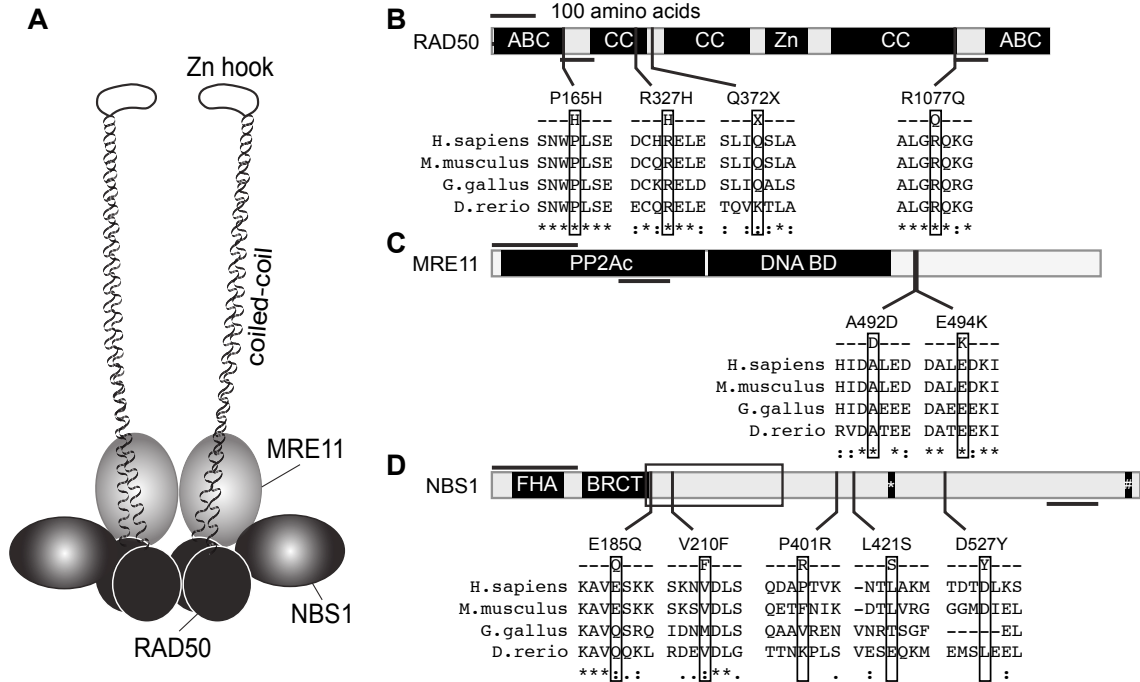 A
Zn hook
coiled-coil
MRE11
NBS1
RAD50
B
100 amino acids
RAD50 ABC CC CC Zn CC ABC
P165H R327H Q372X R1077Q
---H--- ---H--- ---X--- ---Q---
H.sapiens SNWPLSE DCHRELE SLIQSLA ALGRQKG
M.musculus SNWPLSE DCQRELE SLIQSLA ALGRQKG
G.gallus SNWPLSE DCKRELD SLIQALS ALGRQRG
D.rerio SNWPLSE ECQRELE TQVKTLA ALGRQKG
******* :*:***: : :::*: *****:*
C
MRE11 PP2Ac DNA BD
A492D E494K
---D--- ---K---
H.sapiens HIDALED DALEDKI
M.musculus HIDALED DALEDKI
G.gallus HIDAEEE DAEEEKI
D.rerio RVDATEE DATEEKI
::** *: ** *:**
D
NBS1 FHA BRCT * #
E185Q V210F P401R L421S D527Y
---Q--- ---F--- ---R--- ---S--- ---Y---
H.sapiens KAVESKK SKNVDLS QDAPTVK -NTLAKM TDTDLKS
M.musculus KAVESKK SKSVDLS QETFNIK -DTLVRG GGMDIEL
G.gallus KAVQSRQ IDNMDLS QAAVREN VNRTSGF -----EL
D.rerio KAVQQKL RDEVDLG TTNKPLS VESEQKM EMSLEEL
***:.: ..:**. . : :